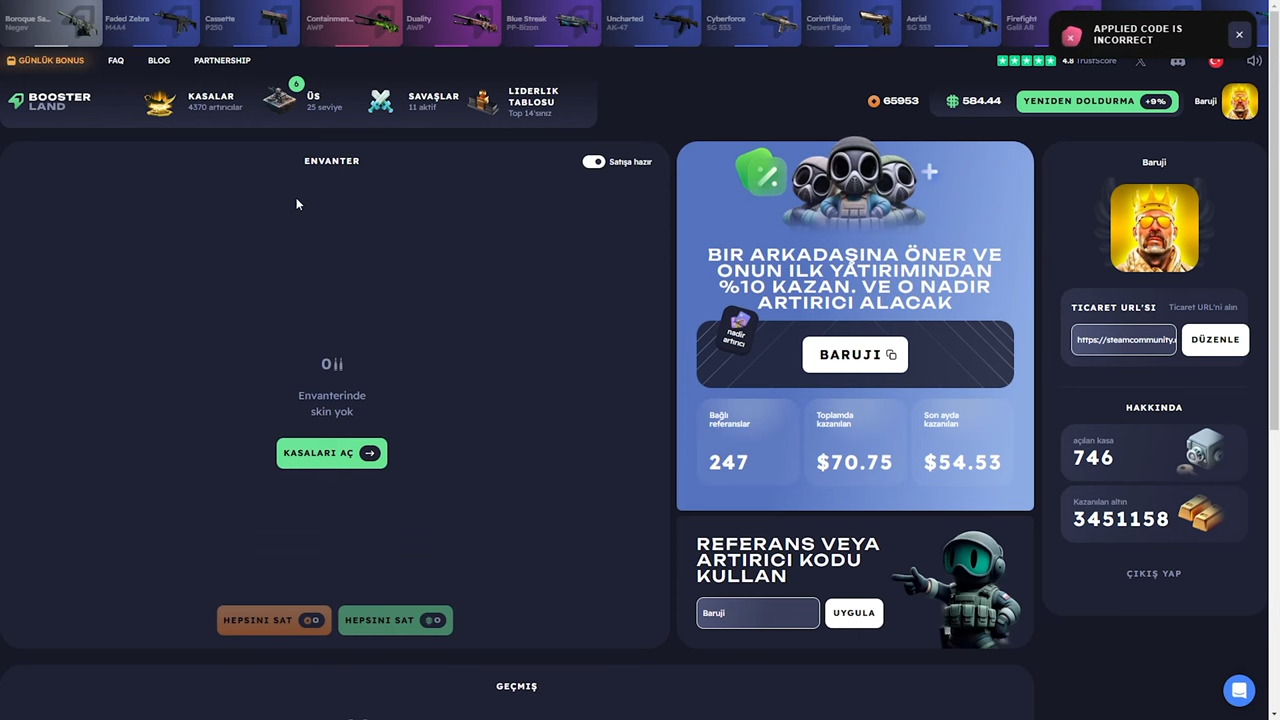 Boroque Sa...
Negev
Faded Zebra
M4A4
Cassette
P250
Containmen...
AWP
Duality
AWP
Blue Streak
PP-Bizon
Uncharted
AK-47
Cyberforce
SG 553
Corinthian
Desert Eagle
Aerial
SG 553
Firefight
Galil AR
APPLIED CODE IS
INCORRECT
GÜNLÜK BONUS
FAQ
BLOG
PARTNERSHIP
4.8 TrustScore
BOOSTER
LAND
KASALAR
4370 artırıcılar
6
ÜS
25 seviye
SAVAŞLAR
11 aktif
LIDERLIK
TABLOSU
Top 14'sınız
65953
584.44
YENIDEN DOLDURMA +9%
Baruji
ENVANTER
Satışa hazır
0
Envanterinde
skin yok
KASALARI AÇ
HEPSINI SAT 0
HEPSINI SAT 0
BIR ARKADAŞINA ÖNER VE
ONUN ILK YATIRIMINDAN
%10 KAZAN. VE O NADIR
ARTIRICI ALACAK
nadir
artırıcı
BARUJI
Bağlı
referanslar
247
Toplamda
kazanılan
$70.75
Son ayda
kazanılan
$54.53
REFERANS VEYA
ARTIRICI KODU
KULLAN
Baruji
UYGULA
Baruji
TICARET URL'SI
Ticaret URL'ni alın
https://steamcommunity.
DÜZENLE
HAKKINDA
açılan kasa
746
Kazanılan altın
3451158
ÇIKIŞ YAP
GEÇMIŞ